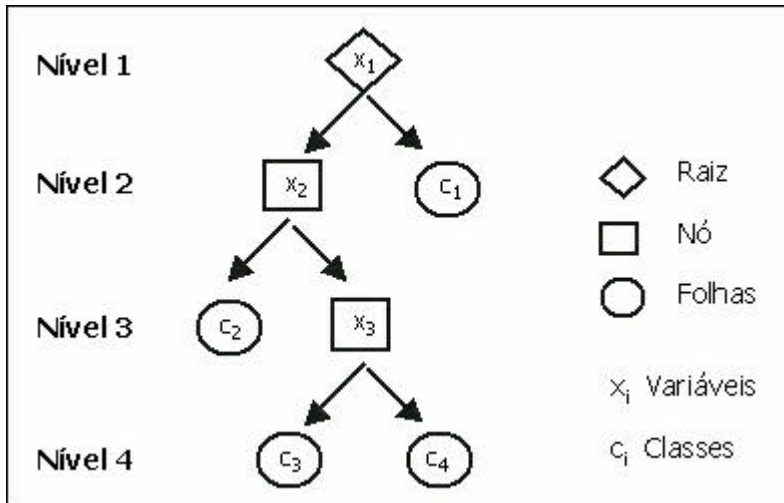 Nível 1
x1
Nível 2
x2
c1
Raiz
Nó
Folhas
Nível 3
c2
x3
xi Variáveis
ci Classes
Nível 4
c3
c4